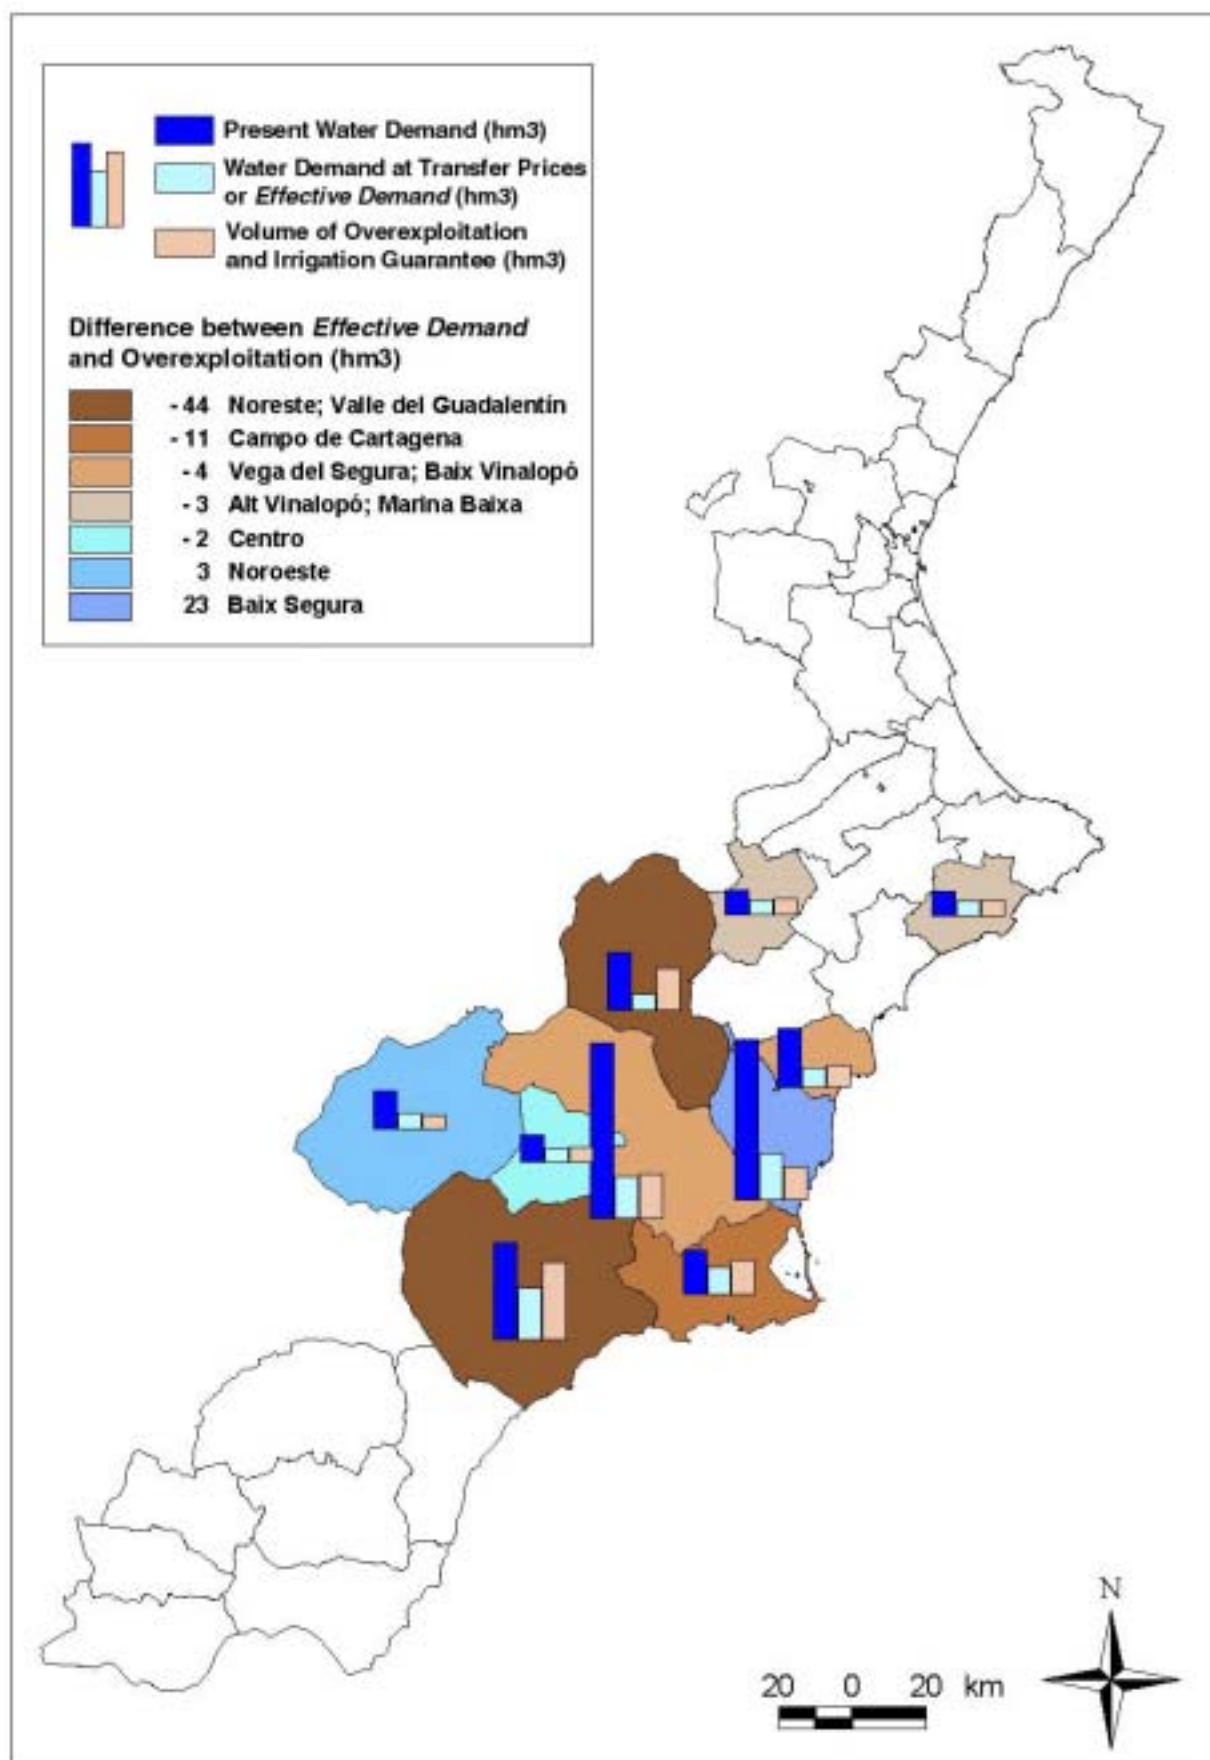 Present Water Demand (hm3)
Water Demand at Transfer Prices
or Effective Demand (hm3)
Volume of Overexploitation
and Irrigation Guarantee (hm3)
Difference between Effective Demand
and Overexploitation (hm3)
- 44 Noreste; Valle del Guadalentín
- 11 Campo de Cartagena
- 4 Vega del Segura; Baix Vinalopó
- 3 Alt Vinalopó; Marina Baixa
- 2 Centro
3 Noroeste
23 Baix Segura
N
20 0 20 km